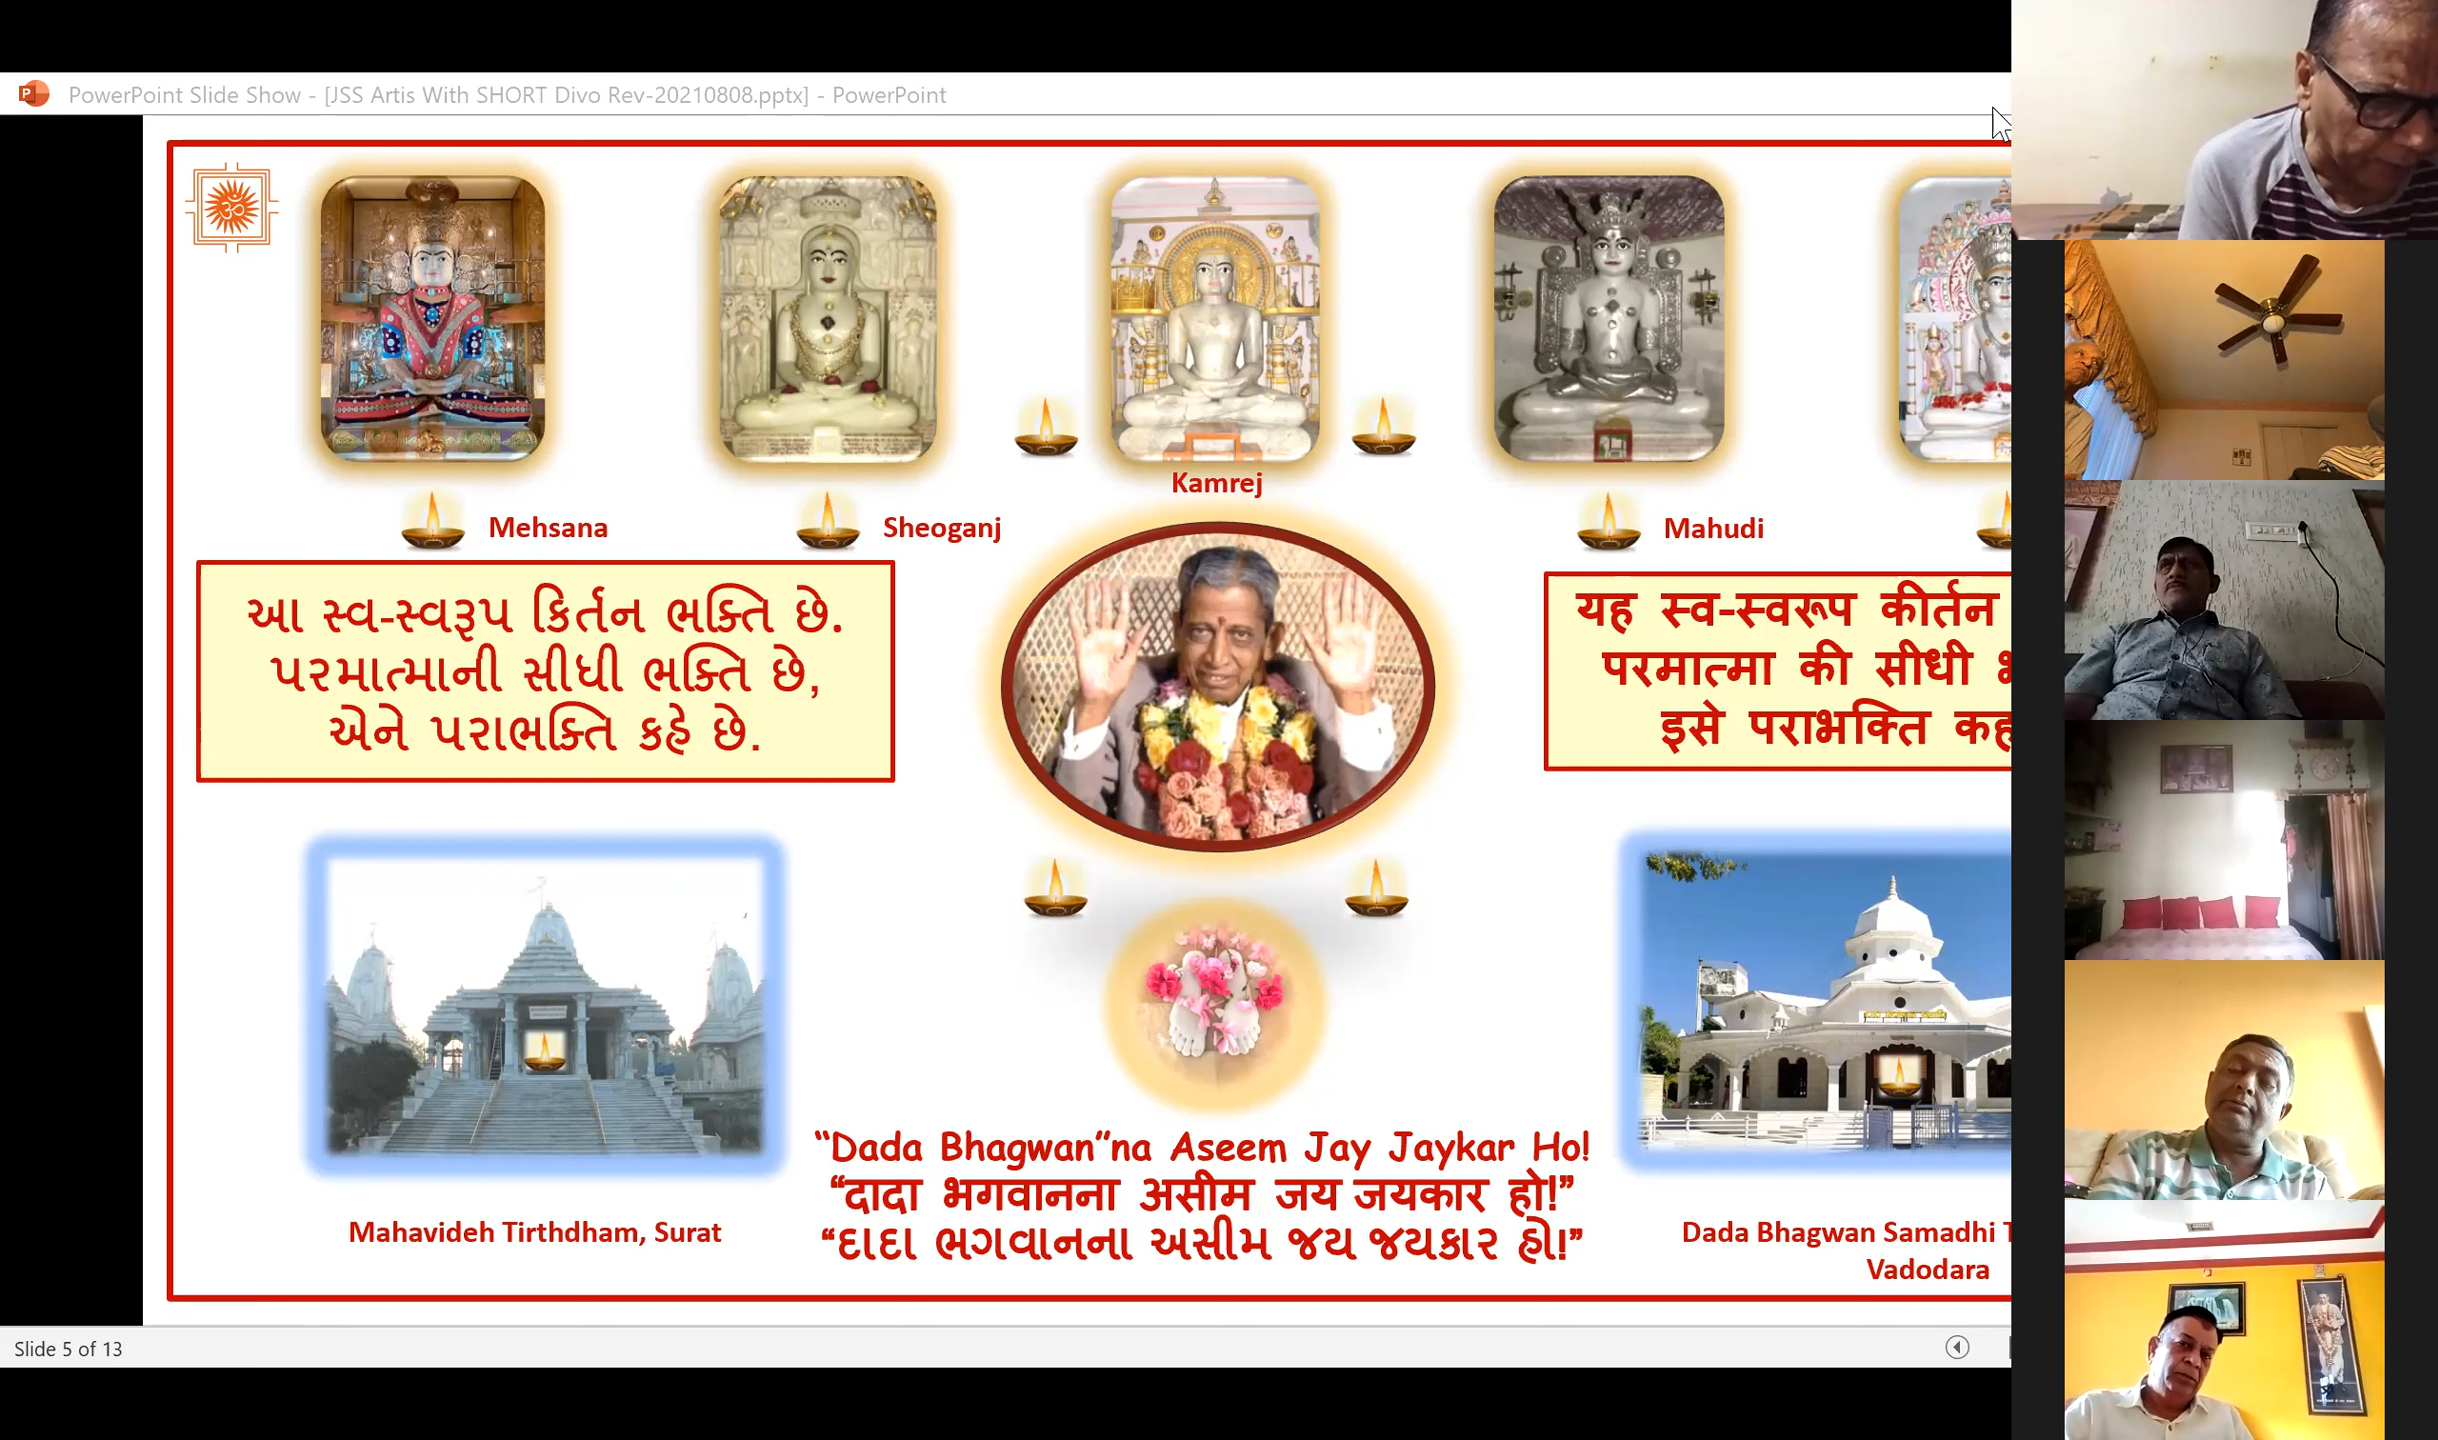 PowerPoint Slide Show - [JSS Artis With SHORT Divo Rev-20210808.pptx] - PowerPoint
Kamrej
Mehsana
Sheoganj
Mahudi
આ સ્વ-સ્વરૂપ કિર્તન ભક્તિ છે.
પરમાત્માની સીધી ભક્તિ છે,
એને પરાભક્તિ કહે છે.
यह स्व-स्वरूप कीर्तन
परमात्मा की सीधी
इसे पराभक्ति
"Dada Bhagwan"na Aseem Jay Jaykar Ho!
"दादा भगवानना असीम जय जयकार हो!"
"દાદા ભગવાનના અસીમ જય જયકાર હો!"
Mahavideh Tirthdham, Surat
Dada Bhagwan Samadhi
Vadodara
Slide 5 of 13